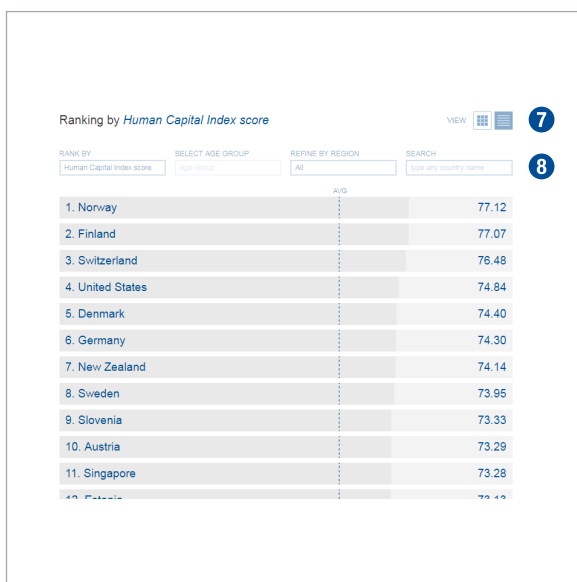 Ranking by Human Capital Index score
VIEW
7
RANK BY
SELECT AGE GROUP
REFINE BY REGION
SEARCH
8
Human Capital Index score
Age Group
All
type any country name
AVG
1. Norway 77.12
2. Finland 77.07
3. Switzerland 76.48
4. United States 74.84
5. Denmark 74.40
6. Germany 74.30
7. New Zealand 74.14
8. Sweden 73.95
9. Slovenia 73.33
10. Austria 73.29
11. Singapore 73.28
12. Estonia 73.13